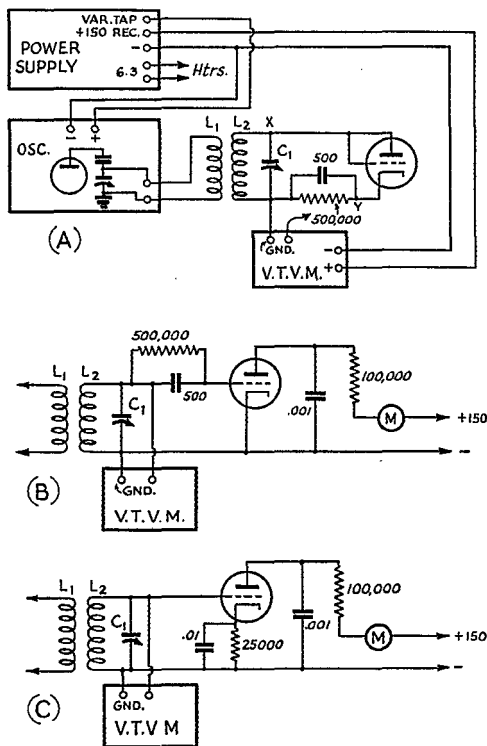 VAR. TAP
+150 REC.
POWER
SUPPLY
-
6.3
Htrs.
- +
OSC.
L1 L2 X
C1
500
Y
500,000
GND.
V.T.V.M.
-
+
(A)
500,000
L1 L2
C1
500
.001
100,000
M
+150
-
GND.
V.T.V.M.
(B)
L1 L2
C1
.01
25000
.001
100,000
M
+150
-
GND.
V.T.V M
(C)